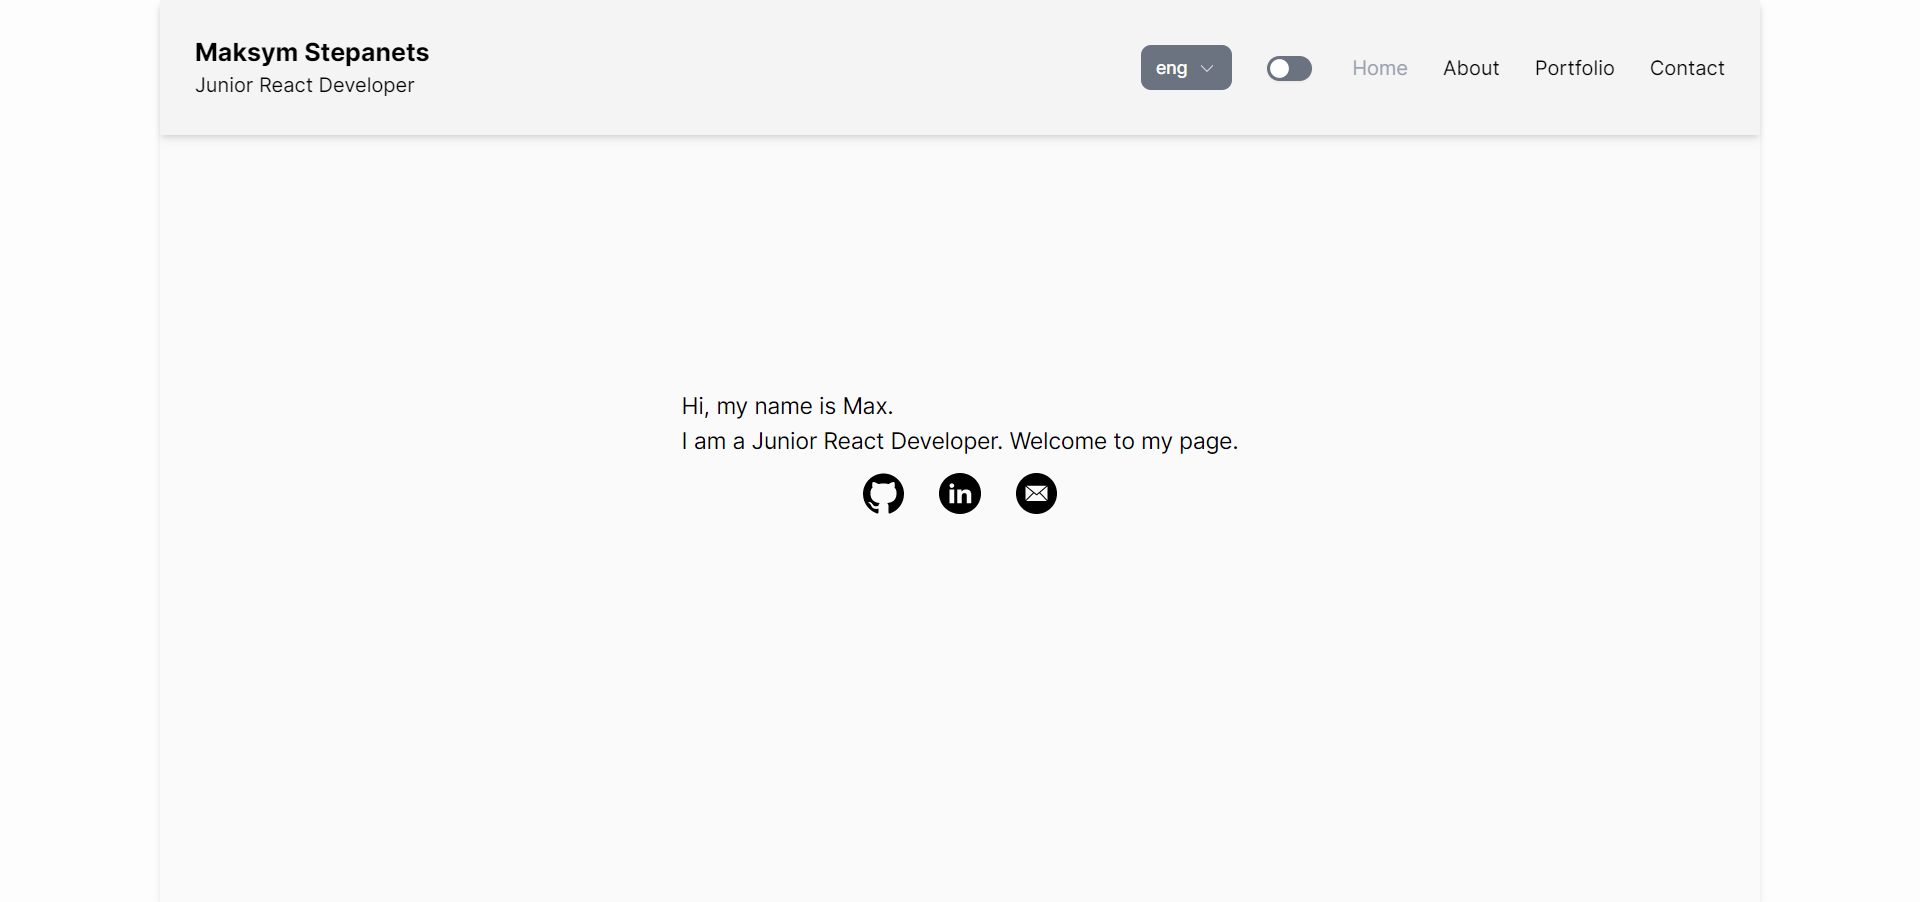 Maksym Stepanets
Junior React Developer
eng
Home
About
Portfolio
Contact
Hi, my name is Max.
I am a Junior React Developer. Welcome to my page.
in